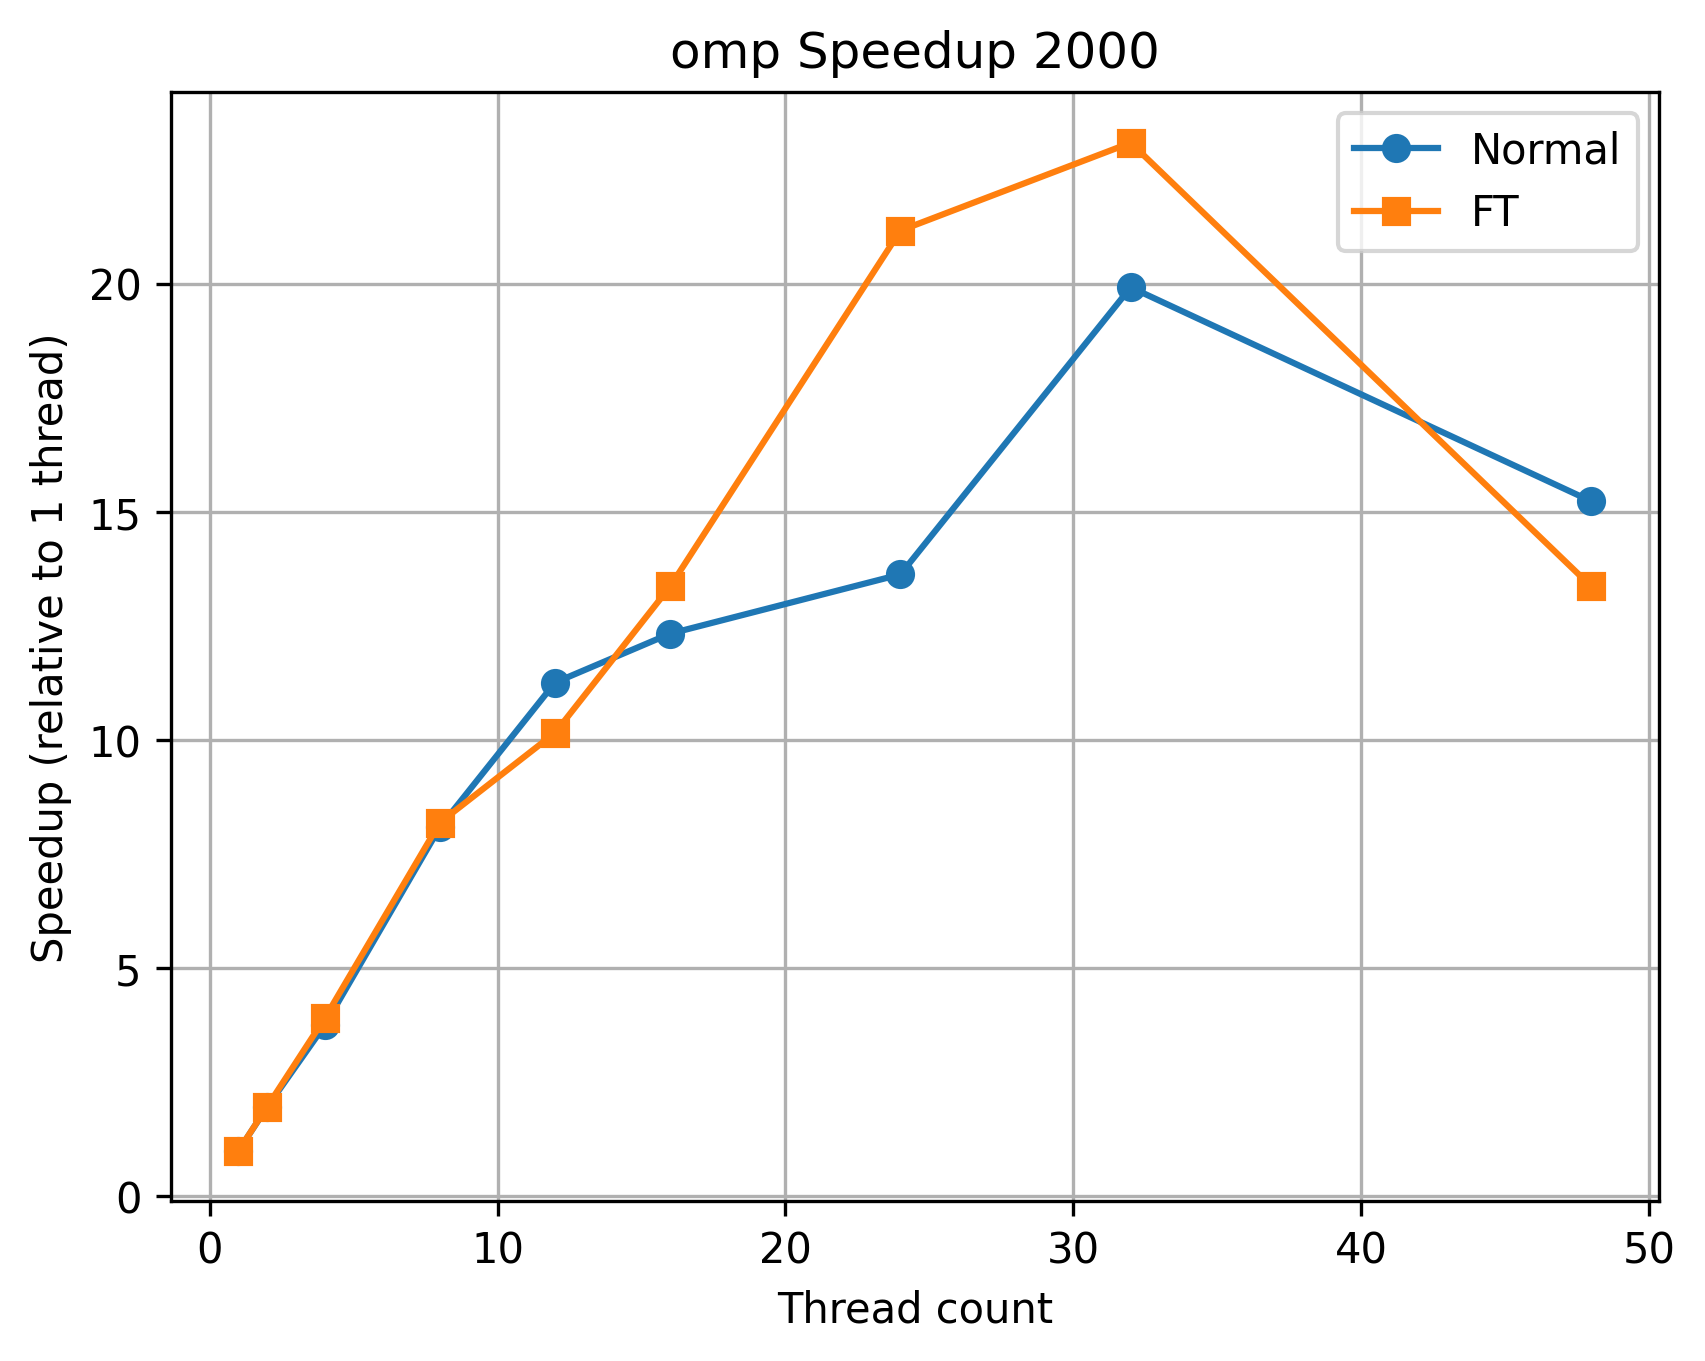 omp Speedup 2000
Normal
FT
Speedup (relative to 1 thread)
20
15
10
5
0
0 10 20 30 40 50
Thread count